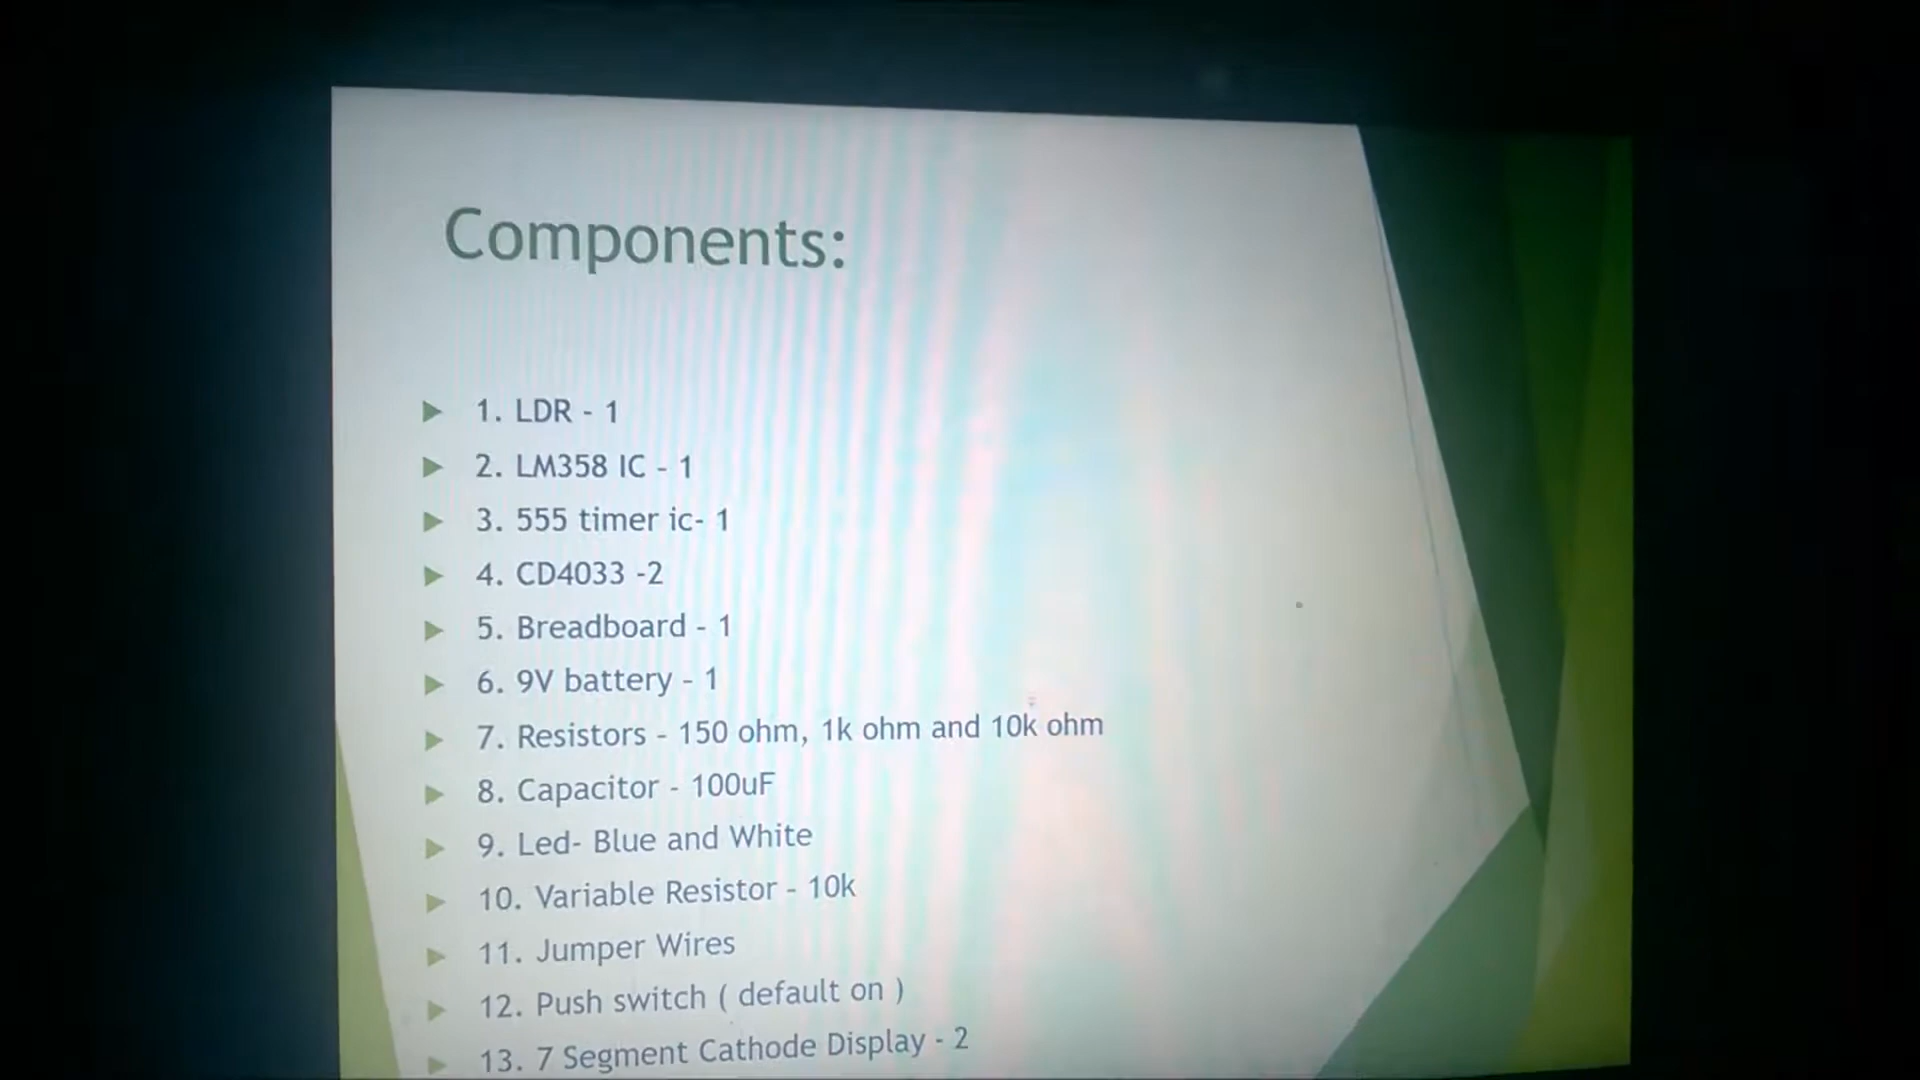 Components:
1. LDR - 1
2. LM358 IC - 1
3. 555 timer ic- 1
4. CD4033 -2
5. Breadboard - 1
6. 9V battery - 1
7. Resistors - 150 ohm, 1k ohm and 10k ohm
8. Capacitor - 100uF
9. Led- Blue and White
10. Variable Resistor - 10k
11. Jumper Wires
12. Push switch ( default on )
13. 7 Segment Cathode Display - 2